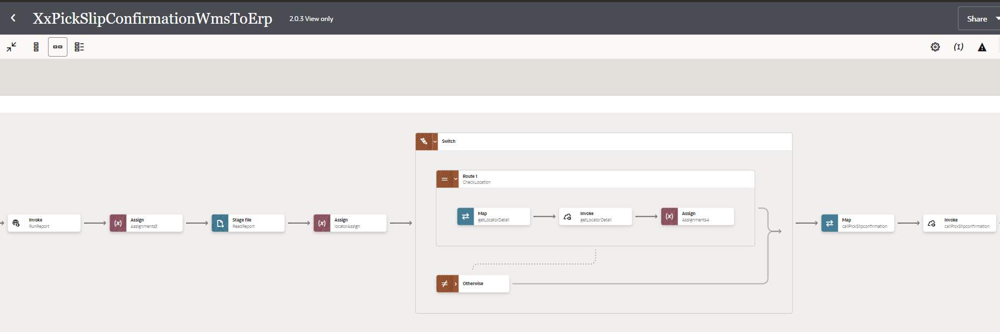 XxPickSlipConfirmationWmsToErp
2.0.3 View only
Share
(I)
Switch
Route 1
CheckLocation
Map
getLocatorDetail
Invoke
getLocatorDetail
(x)
Assign
Assignments4
Invoke
RunReport
(x)
Assign
Assignments3
Stage file
ReadReport
(x)
Assign
locatorAssign
Map
callPickSlipconfirmation
Invoke
callPickSlipconfirmation
Otherwise